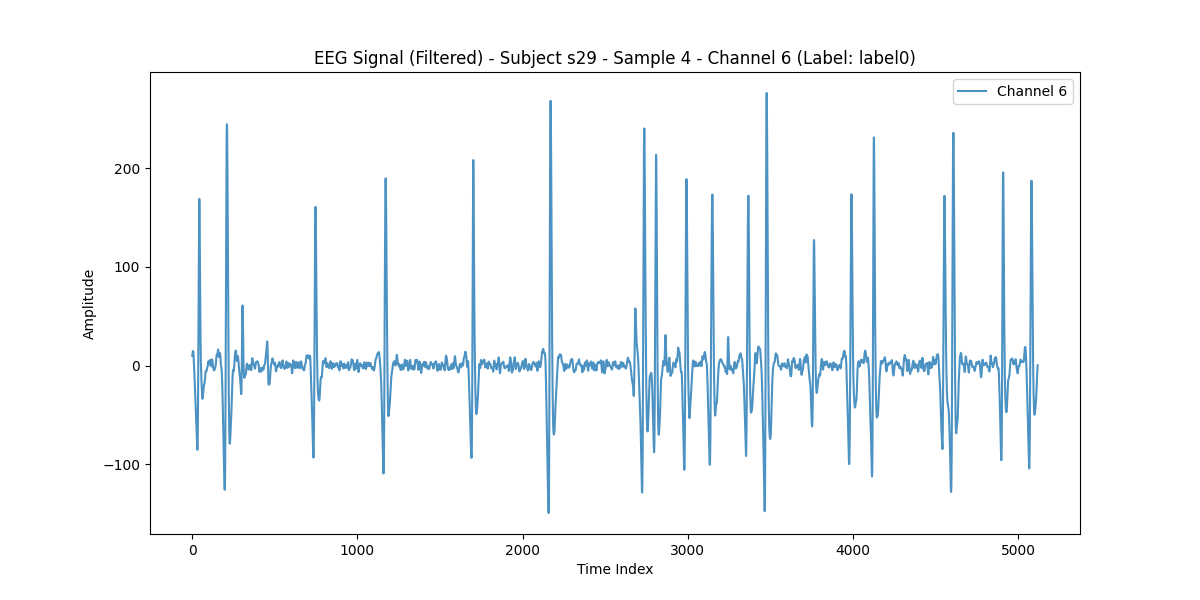 EEG Signal (Filtered) - Subject s29 - Sample 4 - Channel 6 (Label: label0)
Channel 6
200
100
0
−100
Amplitude
0 1000 2000 3000 4000 5000
Time Index